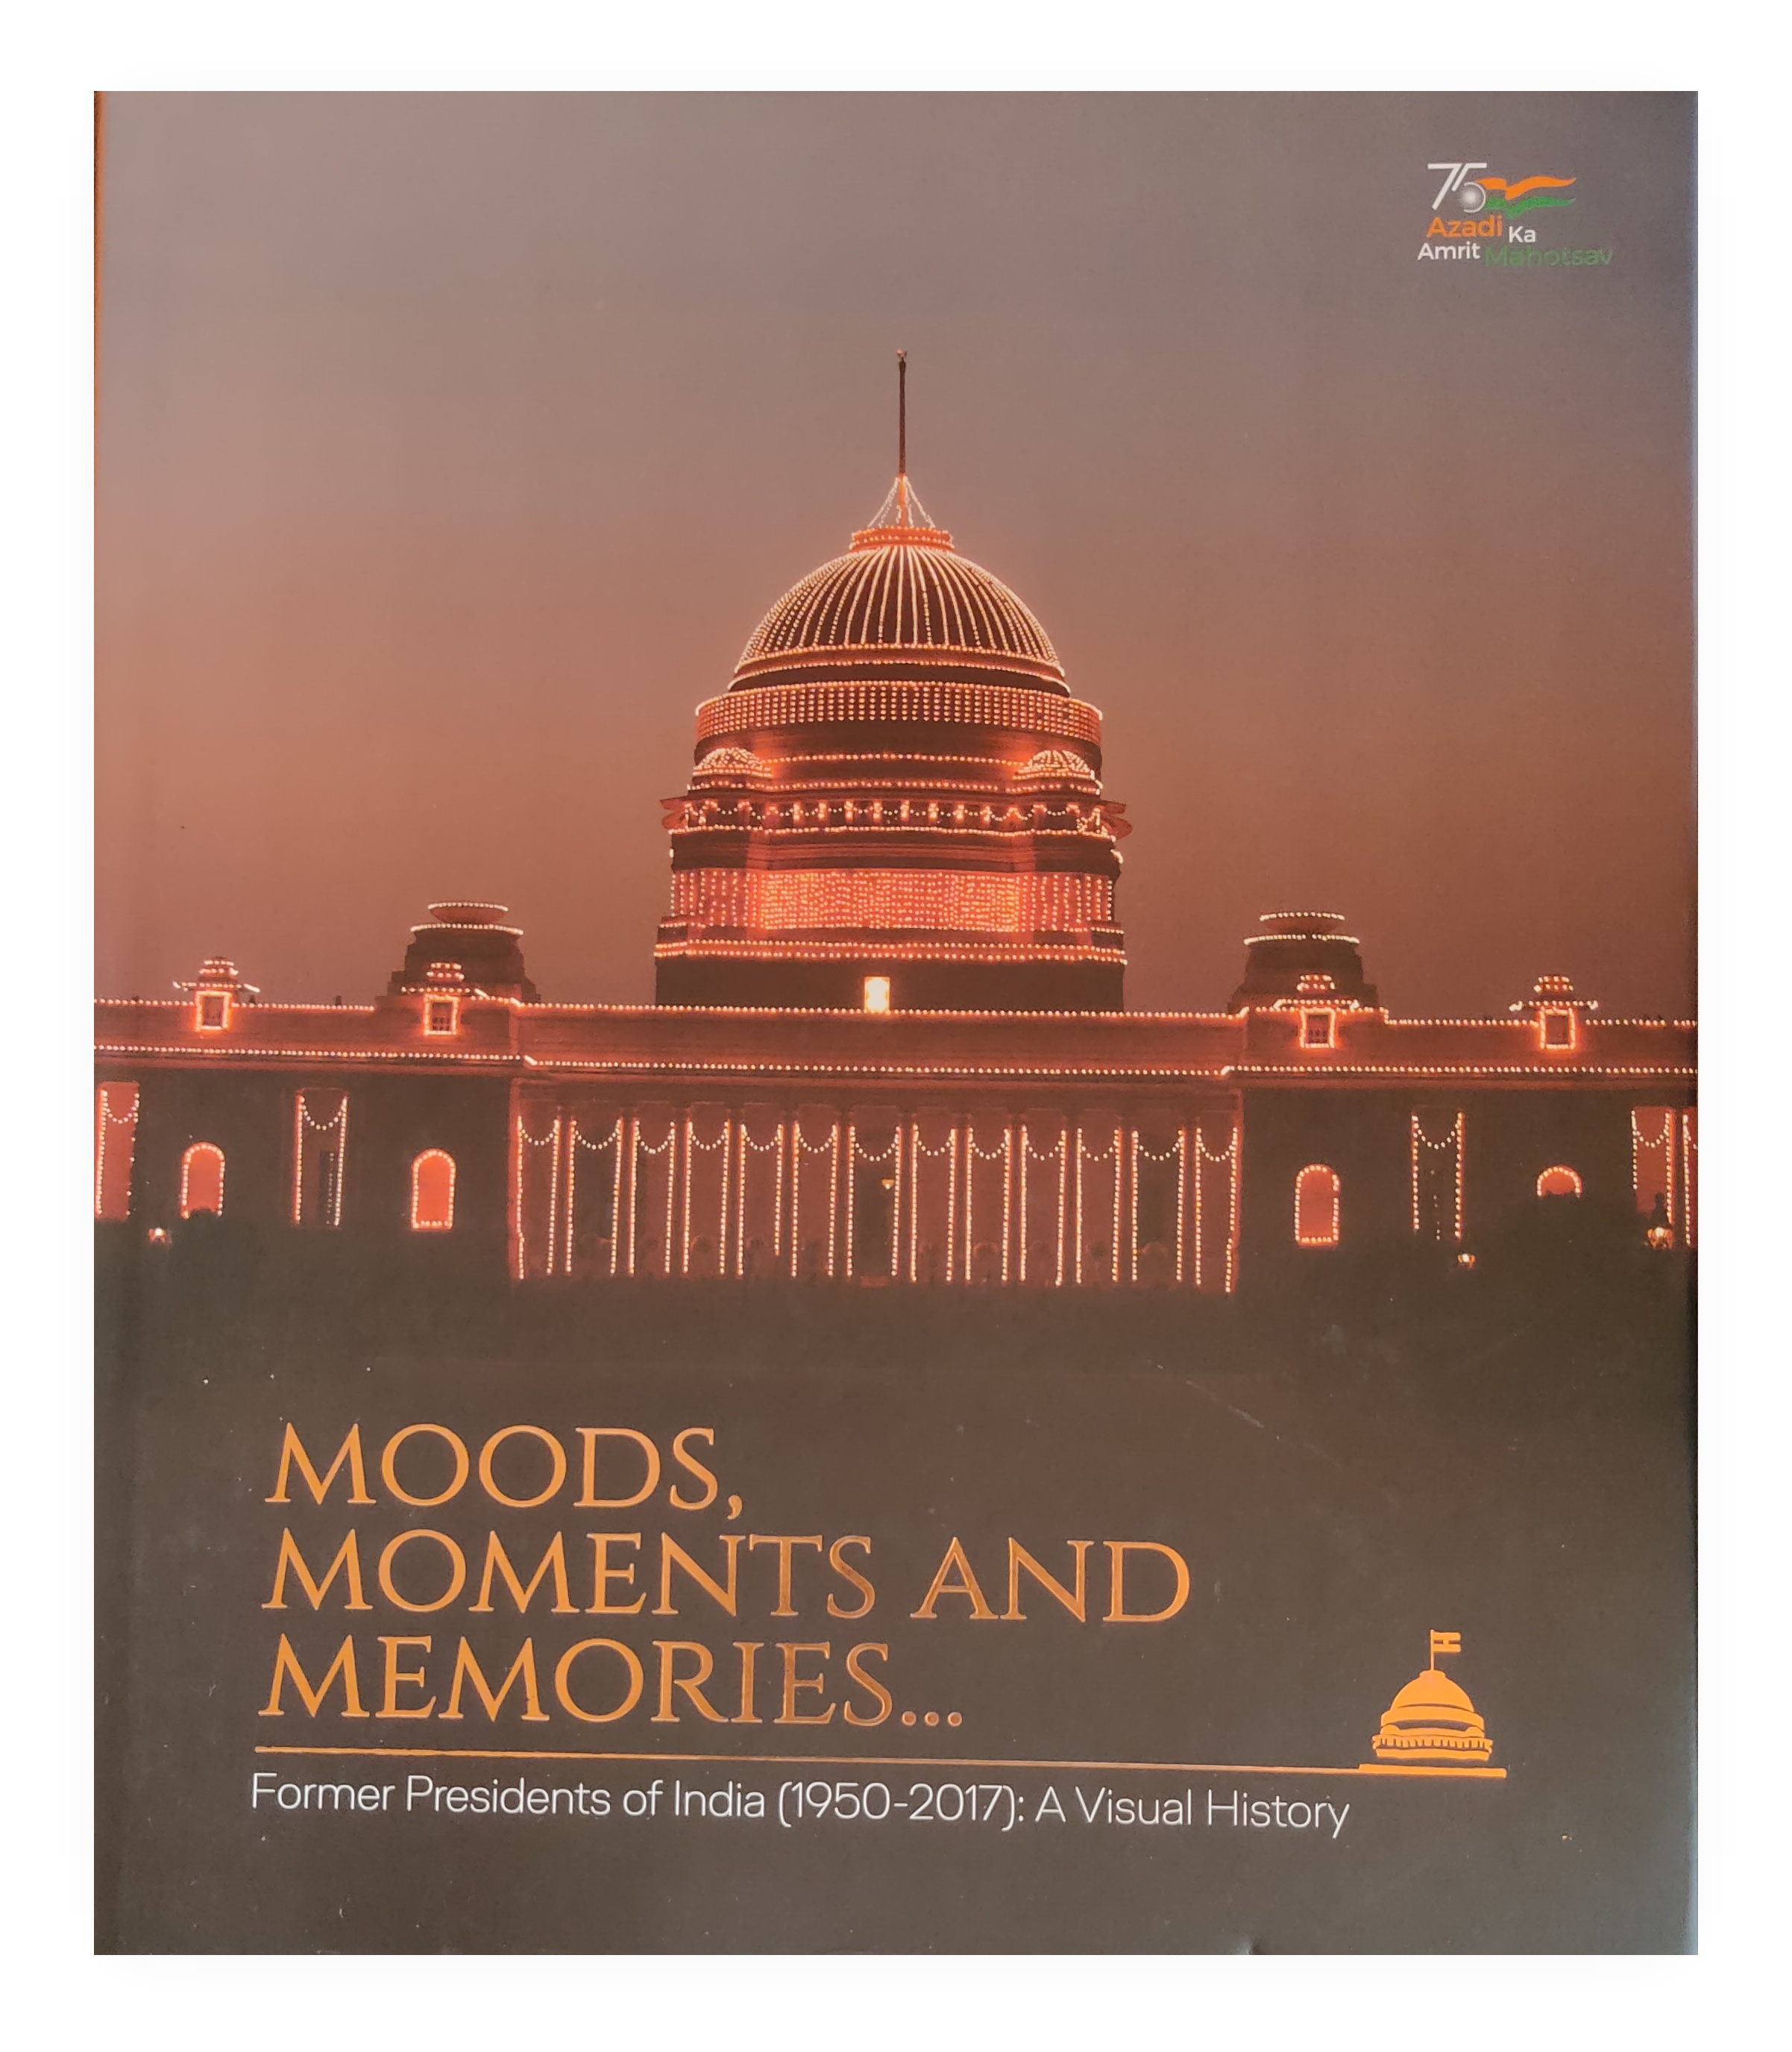 75
Azadi Ka
Amrit Mahotsav
MOODS,
MOMENTS AND
MEMORIES...
Former Presidents of India (1950-2017): A Visual History